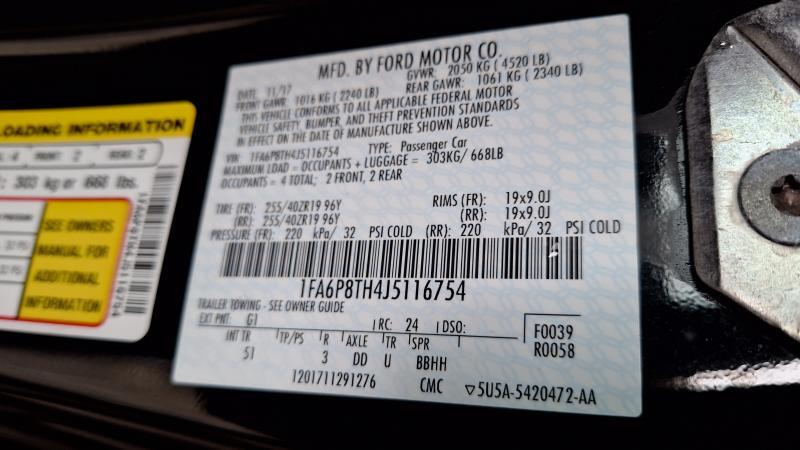 MFD. BY FORD MOTOR CO.
DATE: 11/17 GVWR: 2050 KG ( 4520 LB)
FRONT GAWR: 1016 KG ( 2240 LB) REAR GAWR: 1061 KG ( 2340 LB)
THIS VEHICLE CONFORMS TO ALL APPLICABLE FEDERAL MOTOR
VEHICLE SAFETY, BUMPER, AND THEFT PREVENTION STANDARDS
IN EFFECT ON THE DATE OF MANUFACTURE SHOWN ABOVE.
VIN: 1FA6P8TH4J5116754 TYPE: Passenger Car
MAXIMUM LOAD = OCCUPANTS + LUGGAGE = 303KG/ 668LB
OCCUPANTS = 4 TOTAL; 2 FRONT, 2 REAR
TIRE (FR): 255/40ZR19 96Y RIMS (FR): 19x9.0J
(RR): 255/40ZR19 96Y (RR): 19x9.0J
PRESSURE (FR): 220 kPa/ 32 PSI COLD (RR): 220 kPa/ 32 PSI COLD
1FA6P8TH4J5116754
TRAILER TOWING - SEE OWNER GUIDE
EXT PNT: G1 RC: 24 DSO: F0039
R0058
INT TR TP/PS R AXLE TR SPR
51 3 DD U BBHH
1201711291276 CMC ▽5U5A-5420472-AA
LOADING INFORMATION
4 FRONT: 2 REAR: 2
303 kg or 668 lbs.
SEE OWNERS
MANUAL FOR
ADDITIONAL
INFORMATION
1FA6P8TH4J5116754